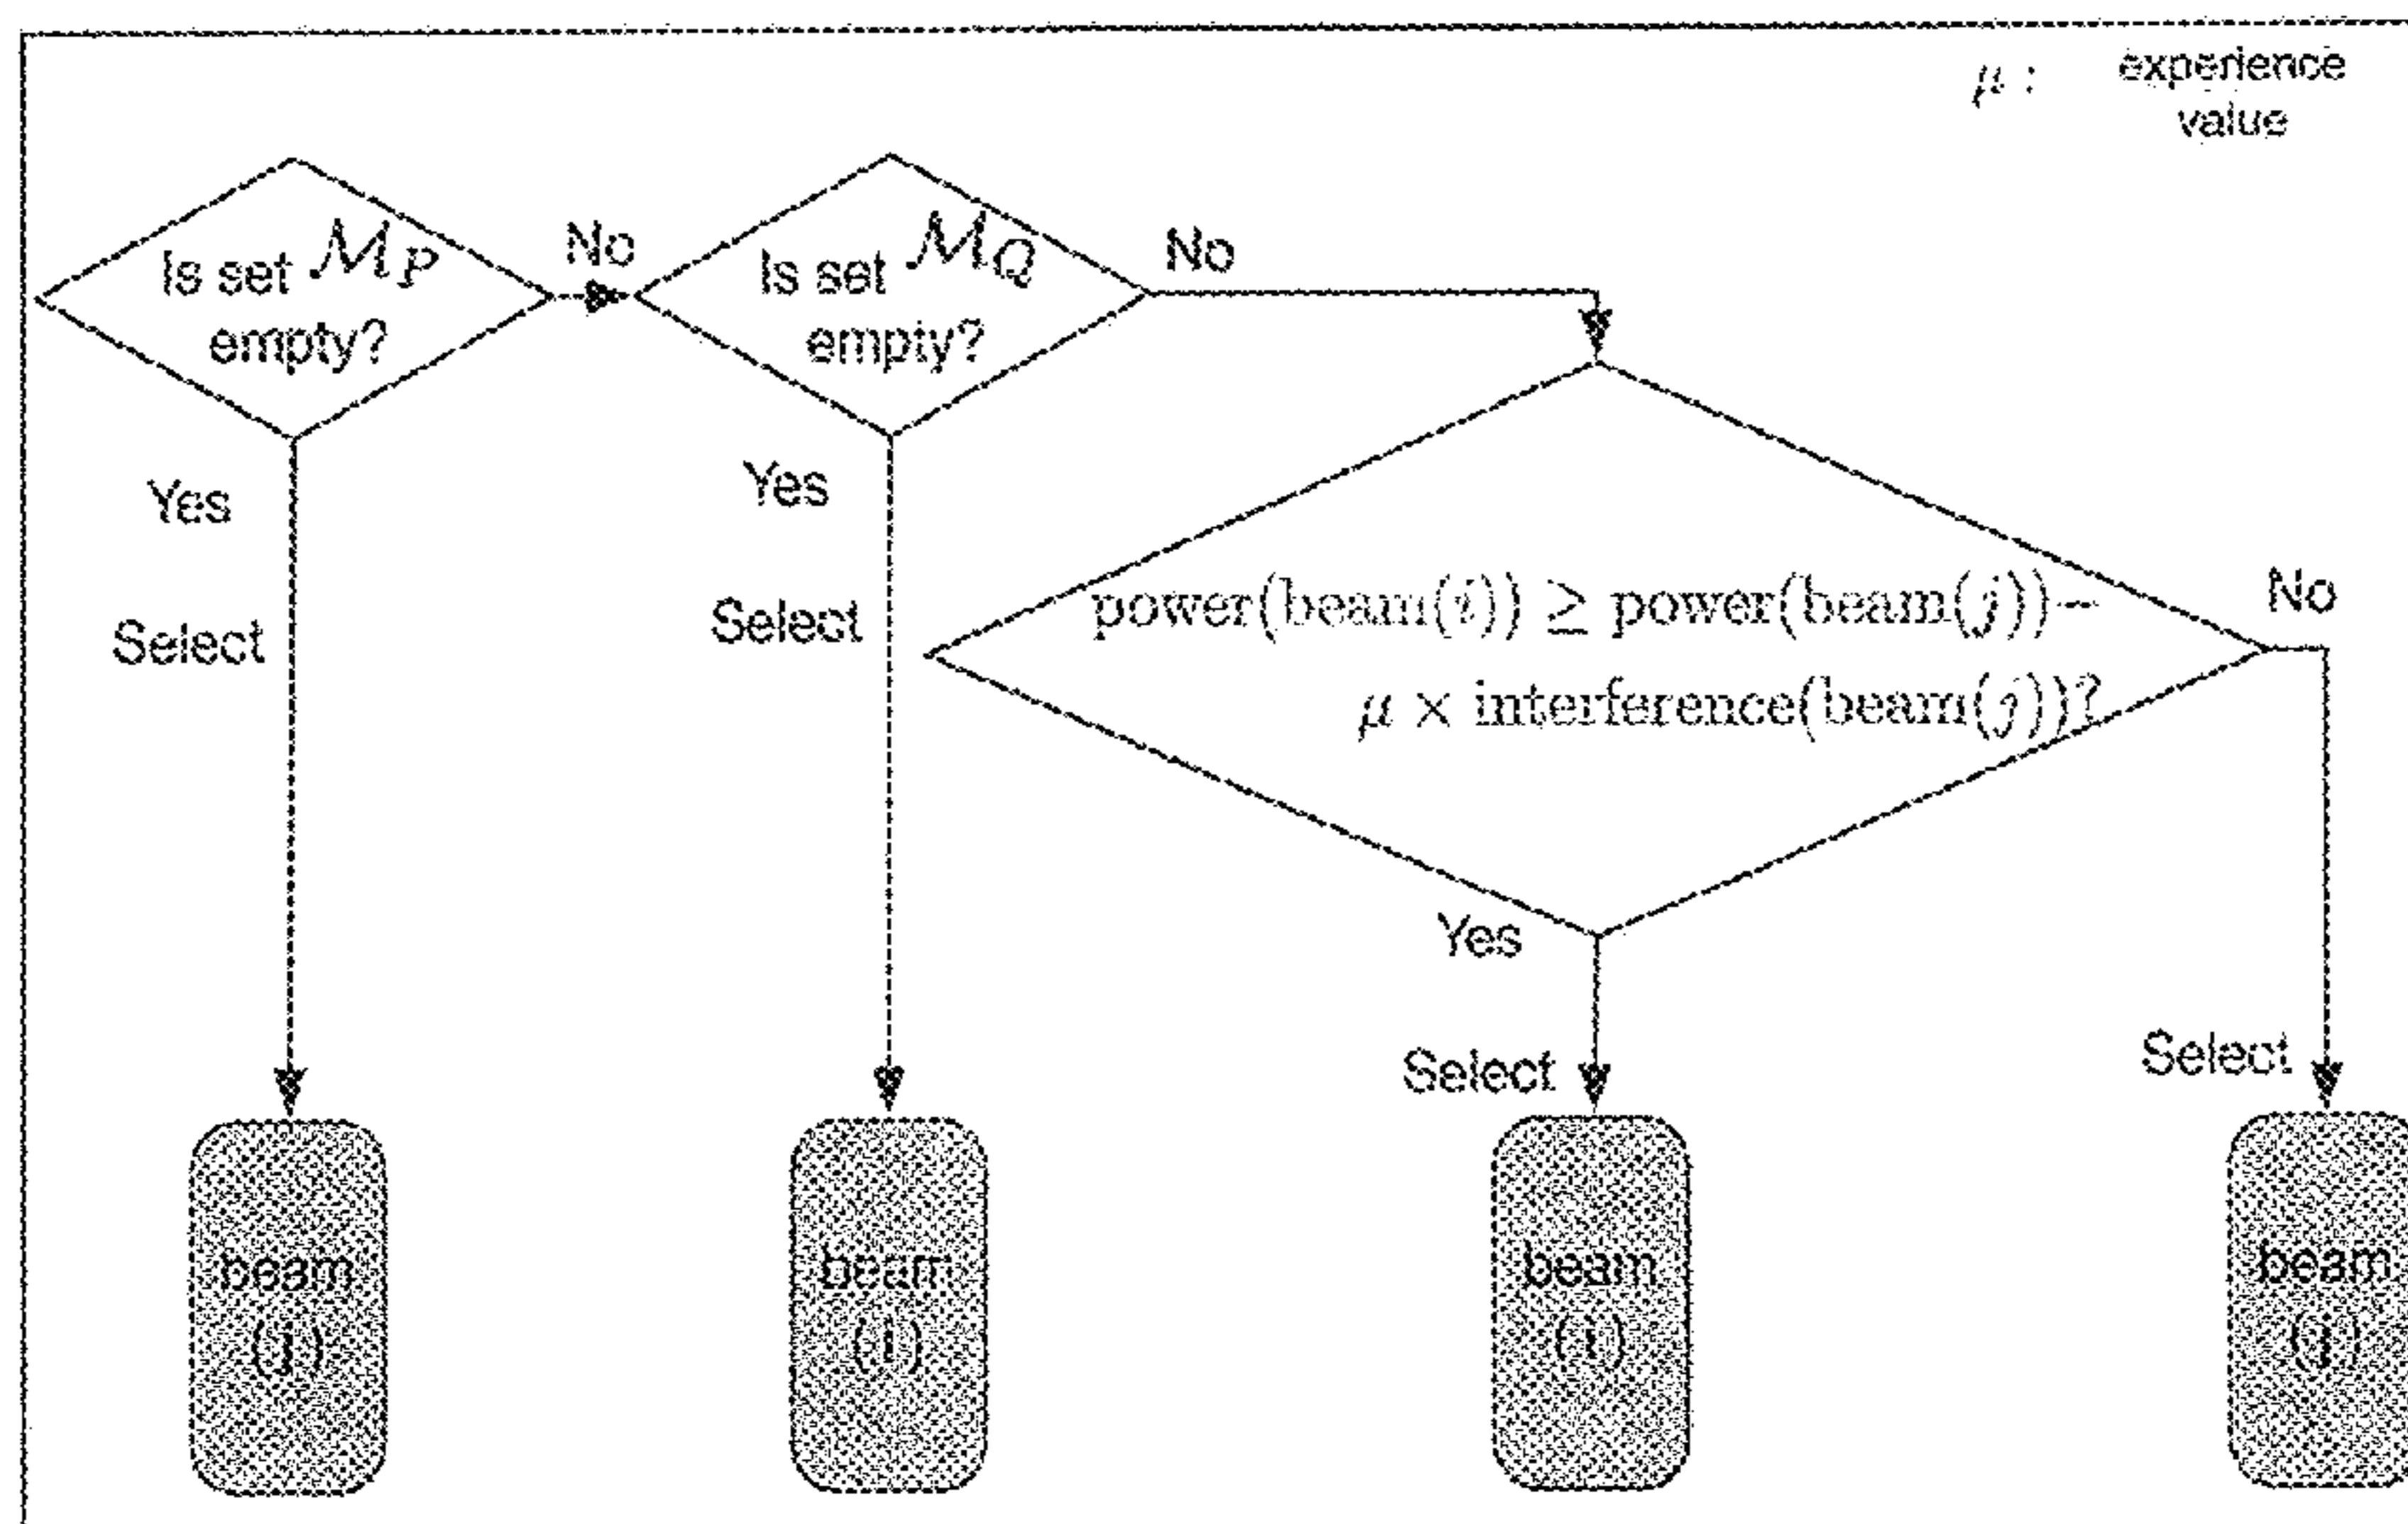 μ : experience
value
Is set ℳ_P
empty?
No
Is set ℳ_Q
empty?
No
Yes
Select
Yes
Select
power(beam(i)) ≥ power(beam(j))−
μ × interference(beam(j))?
No
Yes
Select
Select
beam
(j)
beam
(i)
beam
(i)
beam
(j)